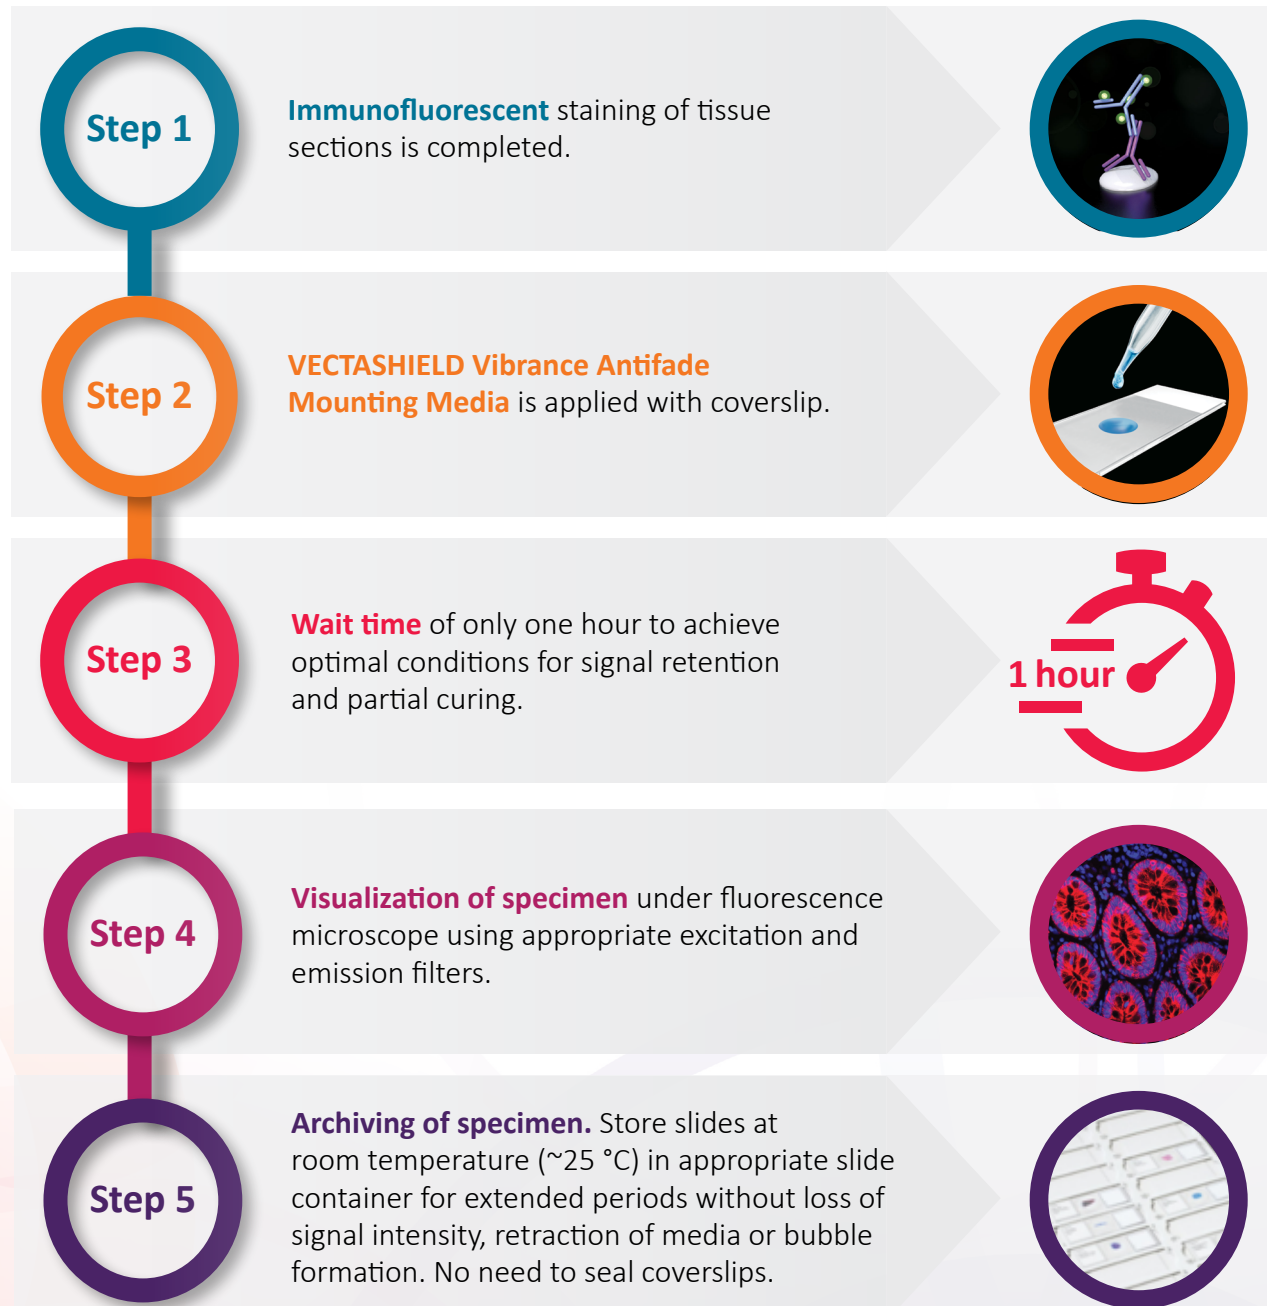 Step 1
Immunofluorescent staining of tissue
sections is completed.
Step 2
VECTASHIELD Vibrance Antifade
Mounting Media is applied with coverslip.
Step 3
Wait time of only one hour to achieve
optimal conditions for signal retention
and partial curing.
1 hour
Step 4
Visualization of specimen under fluorescence
microscope using appropriate excitation and
emission filters.
Step 5
Archiving of specimen. Store slides at
room temperature (~25 °C) in appropriate slide
container for extended periods without loss of
signal intensity, retraction of media or bubble
formation. No need to seal coverslips.